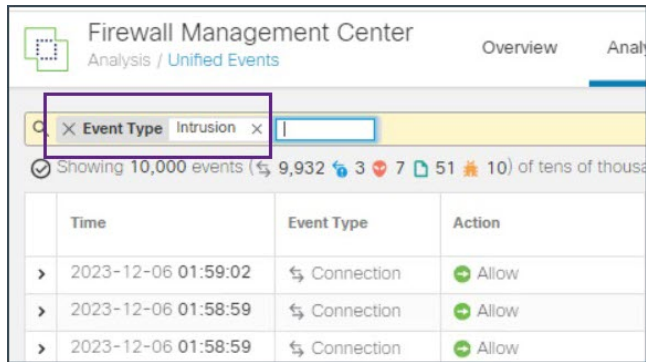 Firewall Management Center
Analysis / Unified Events
Overview
Event Type Intrusion
Showing 10,000 events (9,932 3 7 51 10) of tens of
Time Event Type Action
2023-12-06 01:59:02 Connection Allow
2023-12-06 01:58:59 Connection Allow
2023-12-06 01:58:59 Connection Allow